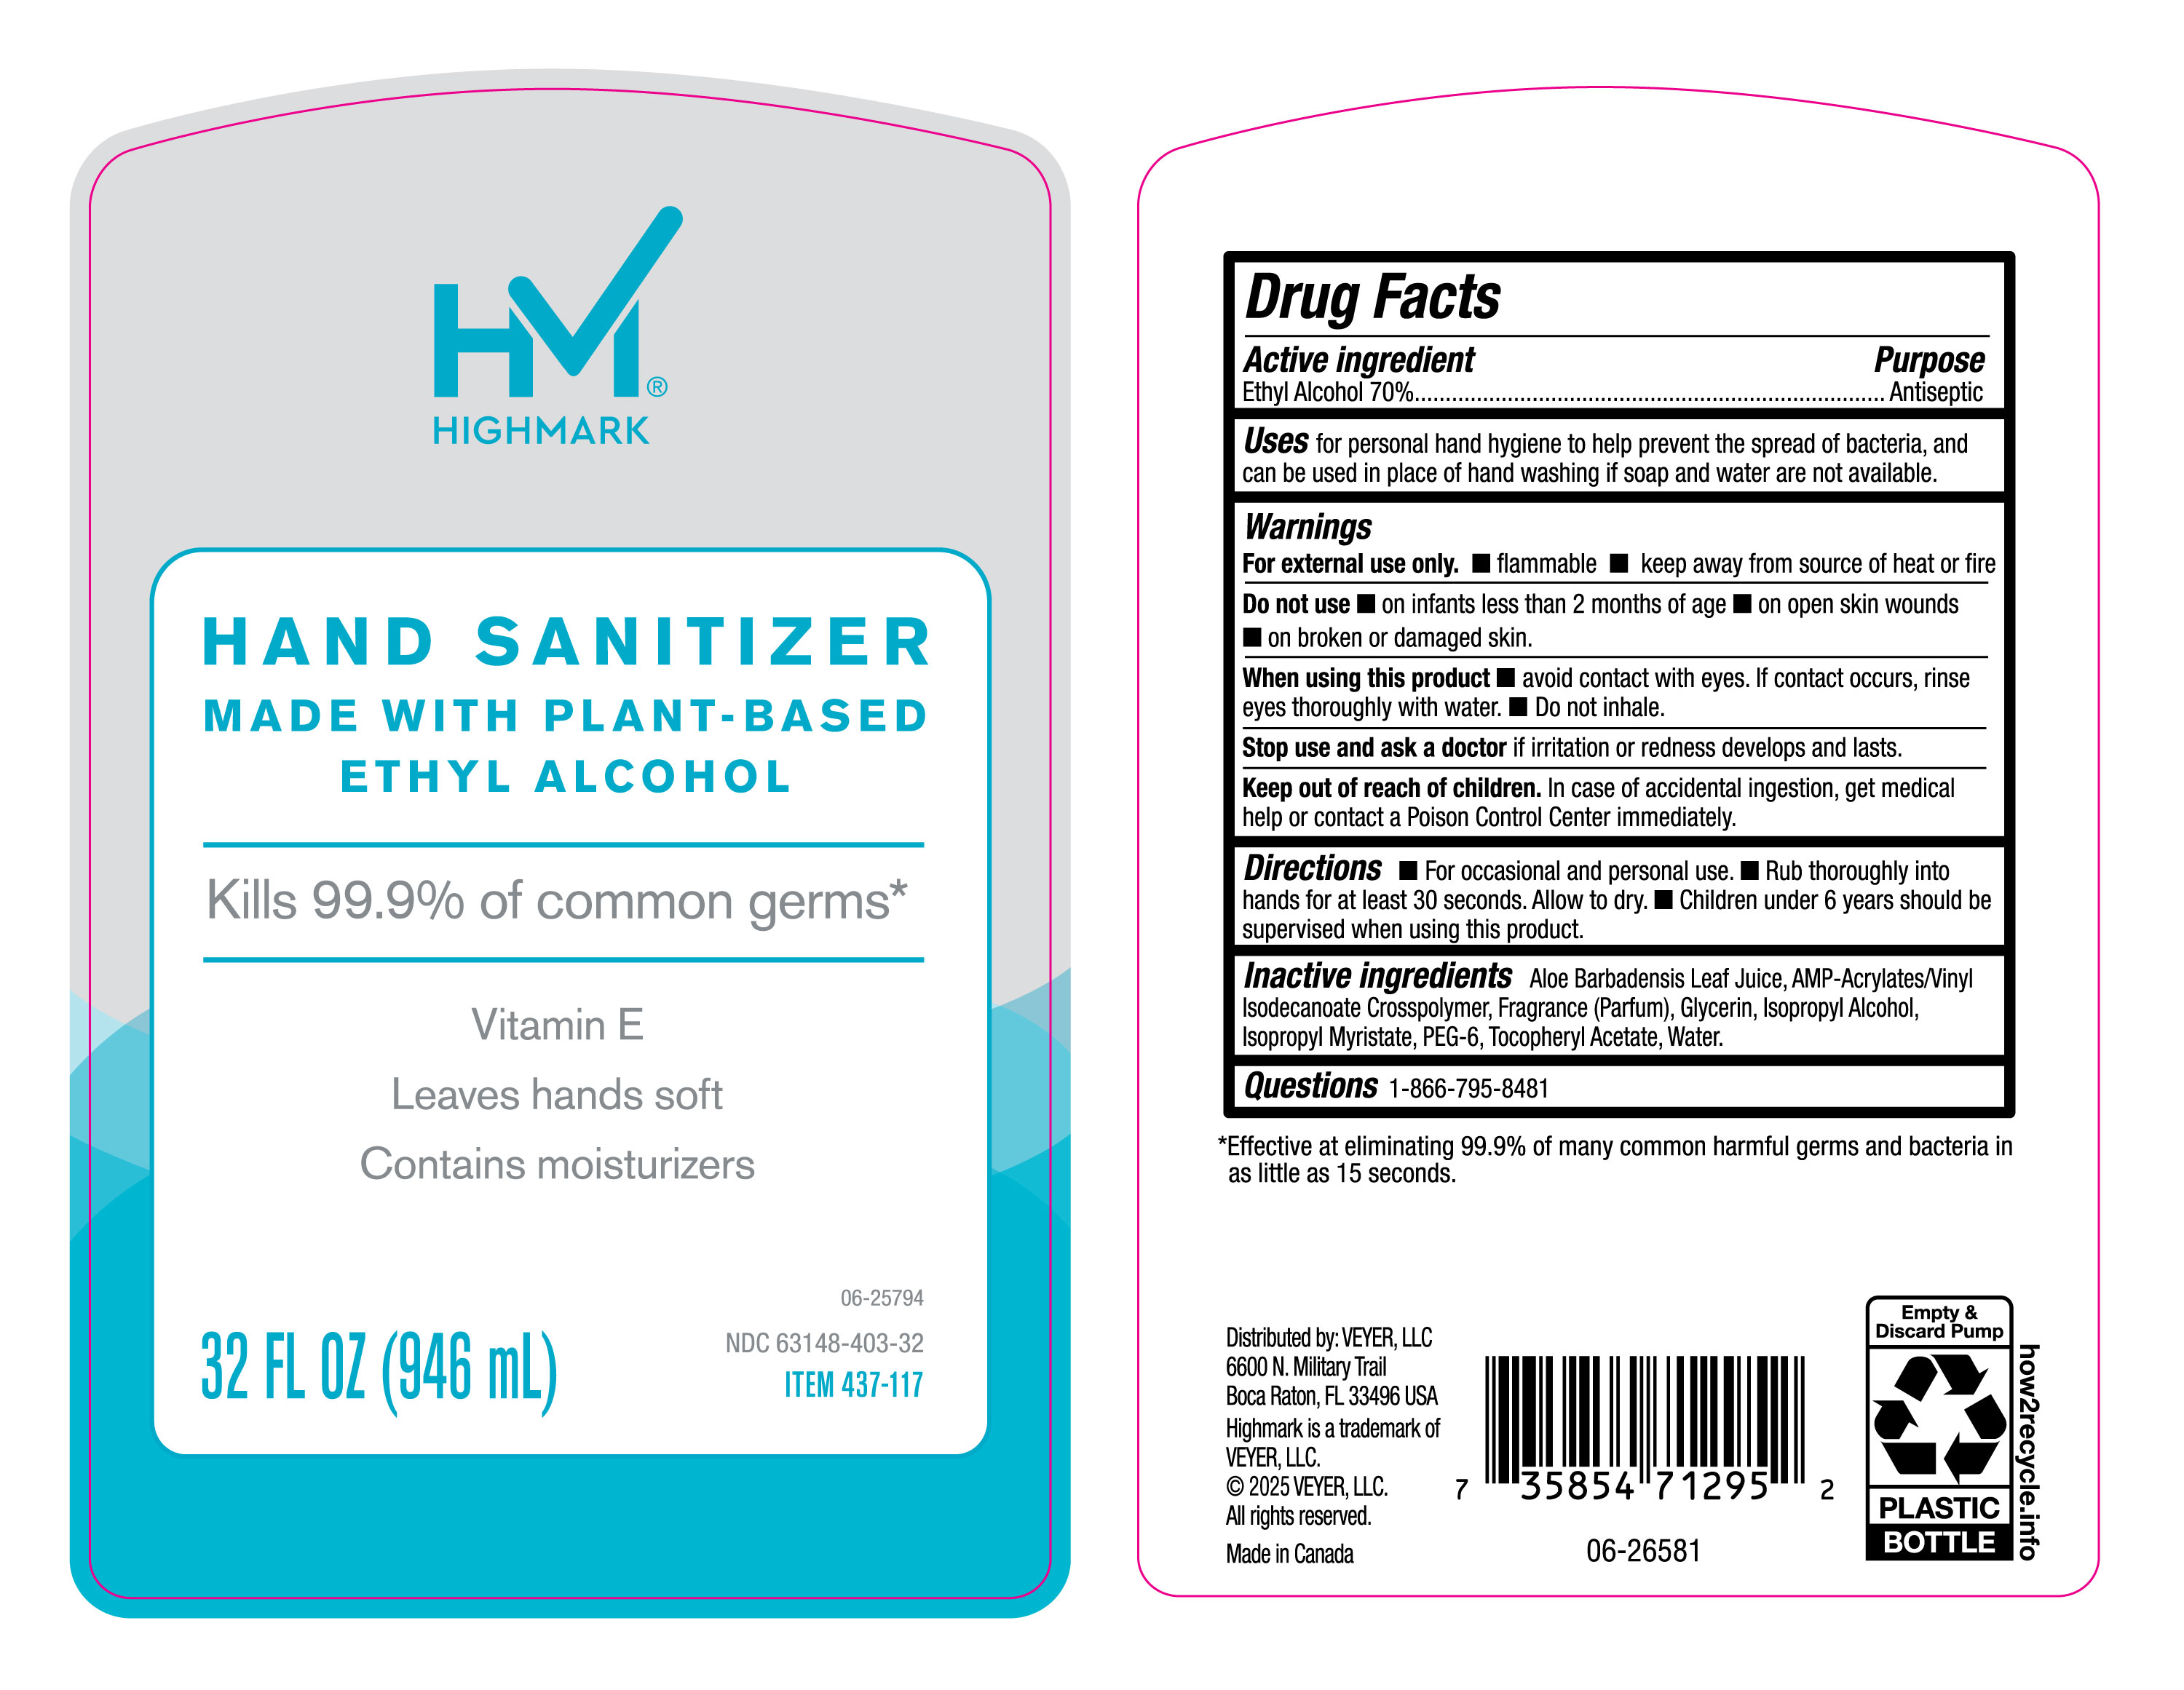 HM®
HIGHMARK
HAND SANITIZER
MADE WITH PLANT-BASED
ETHYL ALCOHOL
Kills 99.9% of common germs*
Vitamin E
Leaves hands soft
Contains moisturizers
06-25794
NDC 63148-403-32
32 FL OZ (946 mL)
ITEM 437-117
Drug Facts
Active ingredient Purpose
Ethyl Alcohol 70%...................................................................... Antiseptic
Uses for personal hand hygiene to help prevent the spread of bacteria, and
can be used in place of hand washing if soap and water are not available.
Warnings
For external use only. ■ flammable ■ keep away from source of heat or fire
Do not use ■ on infants less than 2 months of age ■ on open skin wounds
■ on broken or damaged skin.
When using this product ■ avoid contact with eyes. If contact occurs, rinse
eyes thoroughly with water. ■ Do not inhale.
Stop use and ask a doctor if irritation or redness develops and lasts.
Keep out of reach of children. In case of accidental ingestion, get medical
help or contact a Poison Control Center immediately.
Directions ■ For occasional and personal use. ■ Rub thoroughly into
hands for at least 30 seconds. Allow to dry. ■ Children under 6 years should be
supervised when using this product.
Inactive ingredients Aloe Barbadensis Leaf Juice, AMP-Acrylates/Vinyl
Isodecanoate Crosspolymer, Fragrance (Parfum), Glycerin, Isopropyl Alcohol,
Isopropyl Myristate, PEG-6, Tocopheryl Acetate, Water.
Questions 1-866-795-8481
*Effective at eliminating 99.9% of many common harmful germs and bacteria in
as little as 15 seconds.
Distributed by: VEYER, LLC
6600 N. Military Trail
Boca Raton, FL 33496 USA
Highmark is a trademark of
VEYER, LLC.
© 2025 VEYER, LLC.
All rights reserved.
Made in Canada
7 35854 71295 2
06-26581
Empty &
Discard Pump
PLASTIC
BOTTLE
how2recycle.info